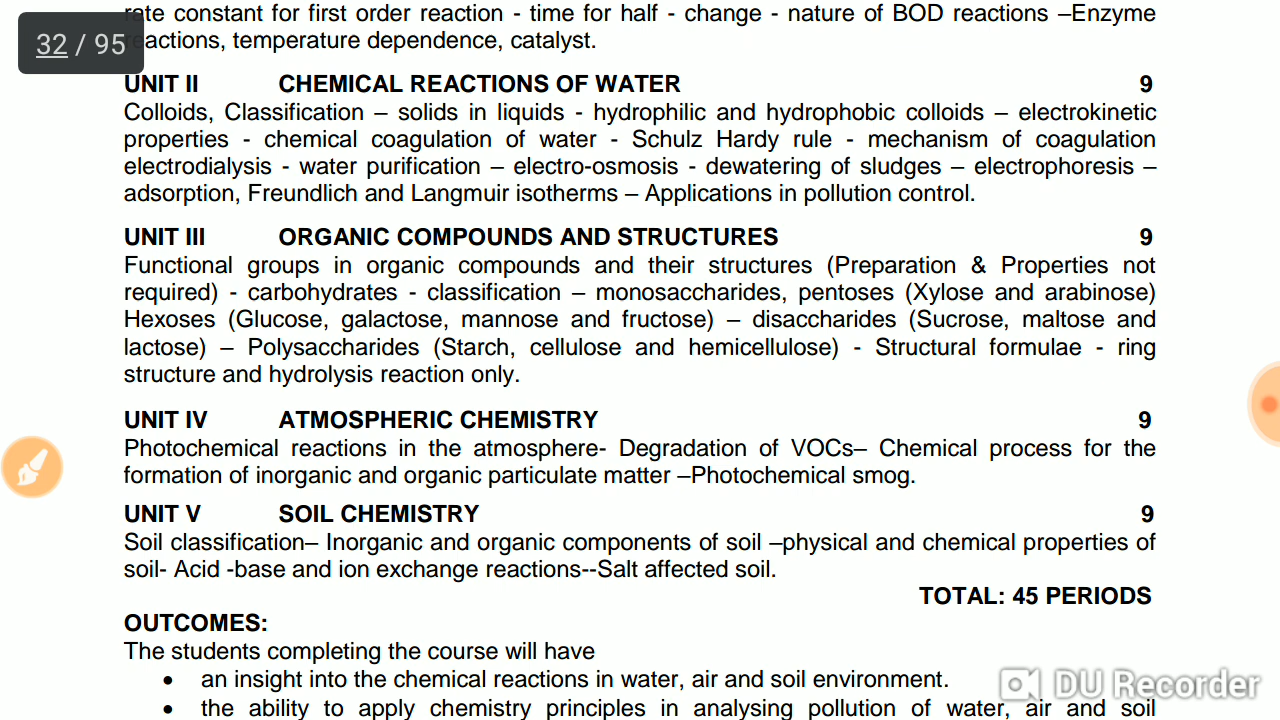 rate constant for first order reaction - time for half - change - nature of BOD reactions –Enzyme
32 / 95
reactions, temperature dependence, catalyst.
UNIT II CHEMICAL REACTIONS OF WATER 9
Colloids, Classification – solids in liquids - hydrophilic and hydrophobic colloids – electrokinetic
properties - chemical coagulation of water - Schulz Hardy rule - mechanism of coagulation
electrodialysis - water purification – electro-osmosis - dewatering of sludges – electrophoresis –
adsorption, Freundlich and Langmuir isotherms – Applications in pollution control.
UNIT III ORGANIC COMPOUNDS AND STRUCTURES 9
Functional groups in organic compounds and their structures (Preparation & Properties not
required) - carbohydrates - classification – monosaccharides, pentoses (Xylose and arabinose)
Hexoses (Glucose, galactose, mannose and fructose) – disaccharides (Sucrose, maltose and
lactose) – Polysaccharides (Starch, cellulose and hemicellulose) - Structural formulae - ring
structure and hydrolysis reaction only.
UNIT IV ATMOSPHERIC CHEMISTRY 9
Photochemical reactions in the atmosphere- Degradation of VOCs– Chemical process for the
formation of inorganic and organic particulate matter –Photochemical smog.
UNIT V SOIL CHEMISTRY 9
Soil classification– Inorganic and organic components of soil –physical and chemical properties of
soil- Acid -base and ion exchange reactions--Salt affected soil.
TOTAL: 45 PERIODS
OUTCOMES:
The students completing the course will have
• an insight into the chemical reactions in water, air and soil environment.
• the ability to apply chemistry principles in analysing pollution of water, air and soil
DU Recorder